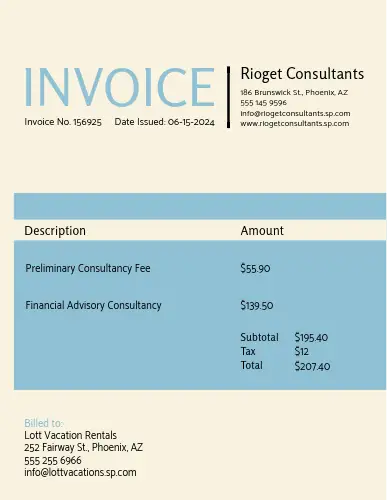 INVOICE
Invoice No. 156925 Date Issued: 06-15-2024
Rioget Consultants
186 Brunswick St., Phoenix, AZ
555 145 9596
info@riogetconsultants.sp.com
www.riogetconsultants.sp.com
Description Amount
Preliminary Consultancy Fee $55.90
Financial Advisory Consultancy $139.50
Subtotal $195.40
Tax $12
Total $207.40
Billed to:
Lott Vacation Rentals
252 Fairway St., Phoenix, AZ
555 255 6966
info@lottvacations.sp.com